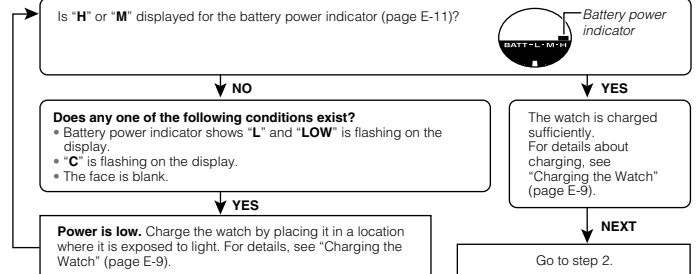 Is “H” or “M” displayed for the battery power indicator (page E-11)?
Battery power
indicator
BATT-L-M-H
NO
YES
Does any one of the following conditions exist?
• Battery power indicator shows “L” and “LOW” is flashing on the
display.
• “C” is flashing on the display.
• The face is blank.
The watch is charged
sufficiently.
For details about
charging, see
“Charging the Watch”
(page E-9).
YES
NEXT
Power is low. Charge the watch by placing it in a location
where it is exposed to light. For details, see “Charging the
Watch” (page E-9).
Go to step 2.